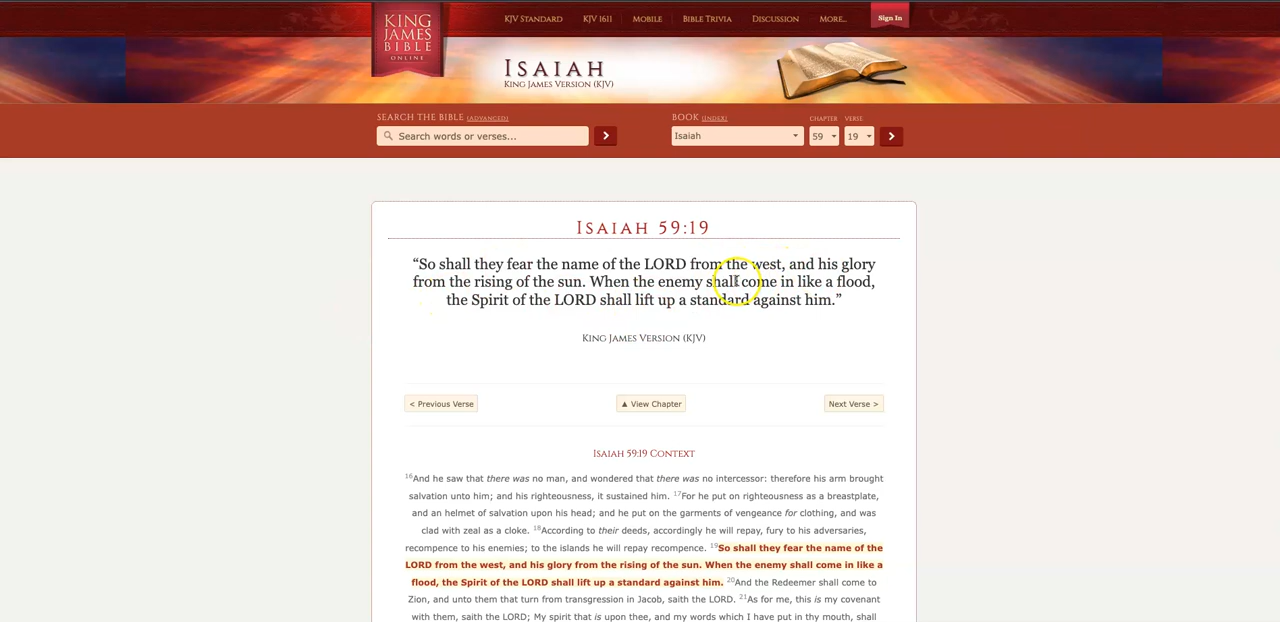 KING JAMES BIBLE ONLINE
KJV STANDARD KJV 1611 MOBILE BIBLE TRIVIA DISCUSSION MORE... Sign In
ISAIAH
KING JAMES VERSION (KJV)
SEARCH THE BIBLE (ADVANCED) BOOK (INDEX) CHAPTER VERSE
Search words or verses... Isaiah 59 19
ISAIAH 59:19
“So shall they fear the name of the LORD from the west, and his glory
from the rising of the sun. When the enemy shall come in like a flood,
the Spirit of the LORD shall lift up a standard against him.”
KING JAMES VERSION (KJV)
< Previous Verse ▲ View Chapter Next Verse >
ISAIAH 59:19 CONTEXT
16And he saw that there was no man, and wondered that there was no intercessor: therefore his arm brought
salvation unto him; and his righteousness, it sustained him. 17For he put on righteousness as a breastplate,
and an helmet of salvation upon his head; and he put on the garments of vengeance for clothing, and was
clad with zeal as a cloke. 18According to their deeds, accordingly he will repay, fury to his adversaries,
recompence to his enemies; to the islands he will repay recompence. 19So shall they fear the name of the
LORD from the west, and his glory from the rising of the sun. When the enemy shall come in like a
flood, the Spirit of the LORD shall lift up a standard against him. 20And the Redeemer shall come to
Zion, and unto them that turn from transgression in Jacob, saith the LORD. 21As for me, this is my covenant
with them, saith the LORD; My spirit that is upon thee, and my words which I have put in thy mouth, shall